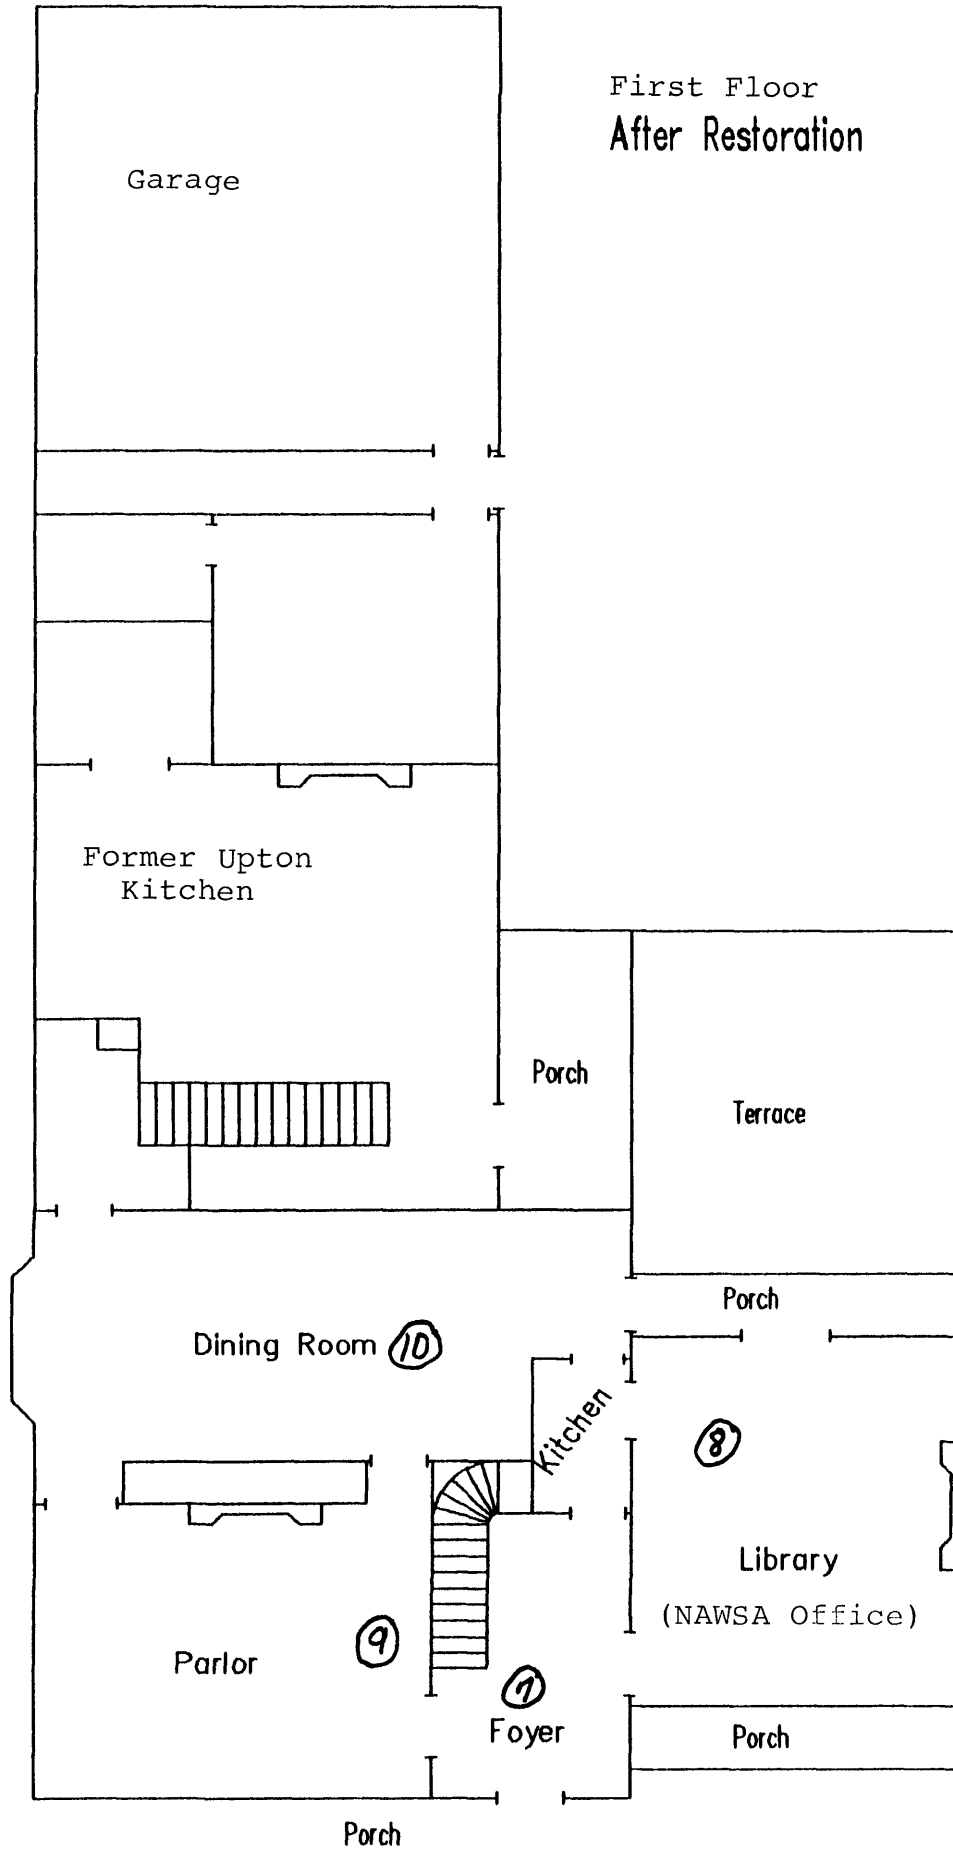 First Floor
After Restoration
Garage
Former Upton
Kitchen
Porch
Terrace
Porch
Dining Room 10
Kitchen
8
Library
(NAWSA Office)
9
Parlor
7
Foyer
Porch
Porch